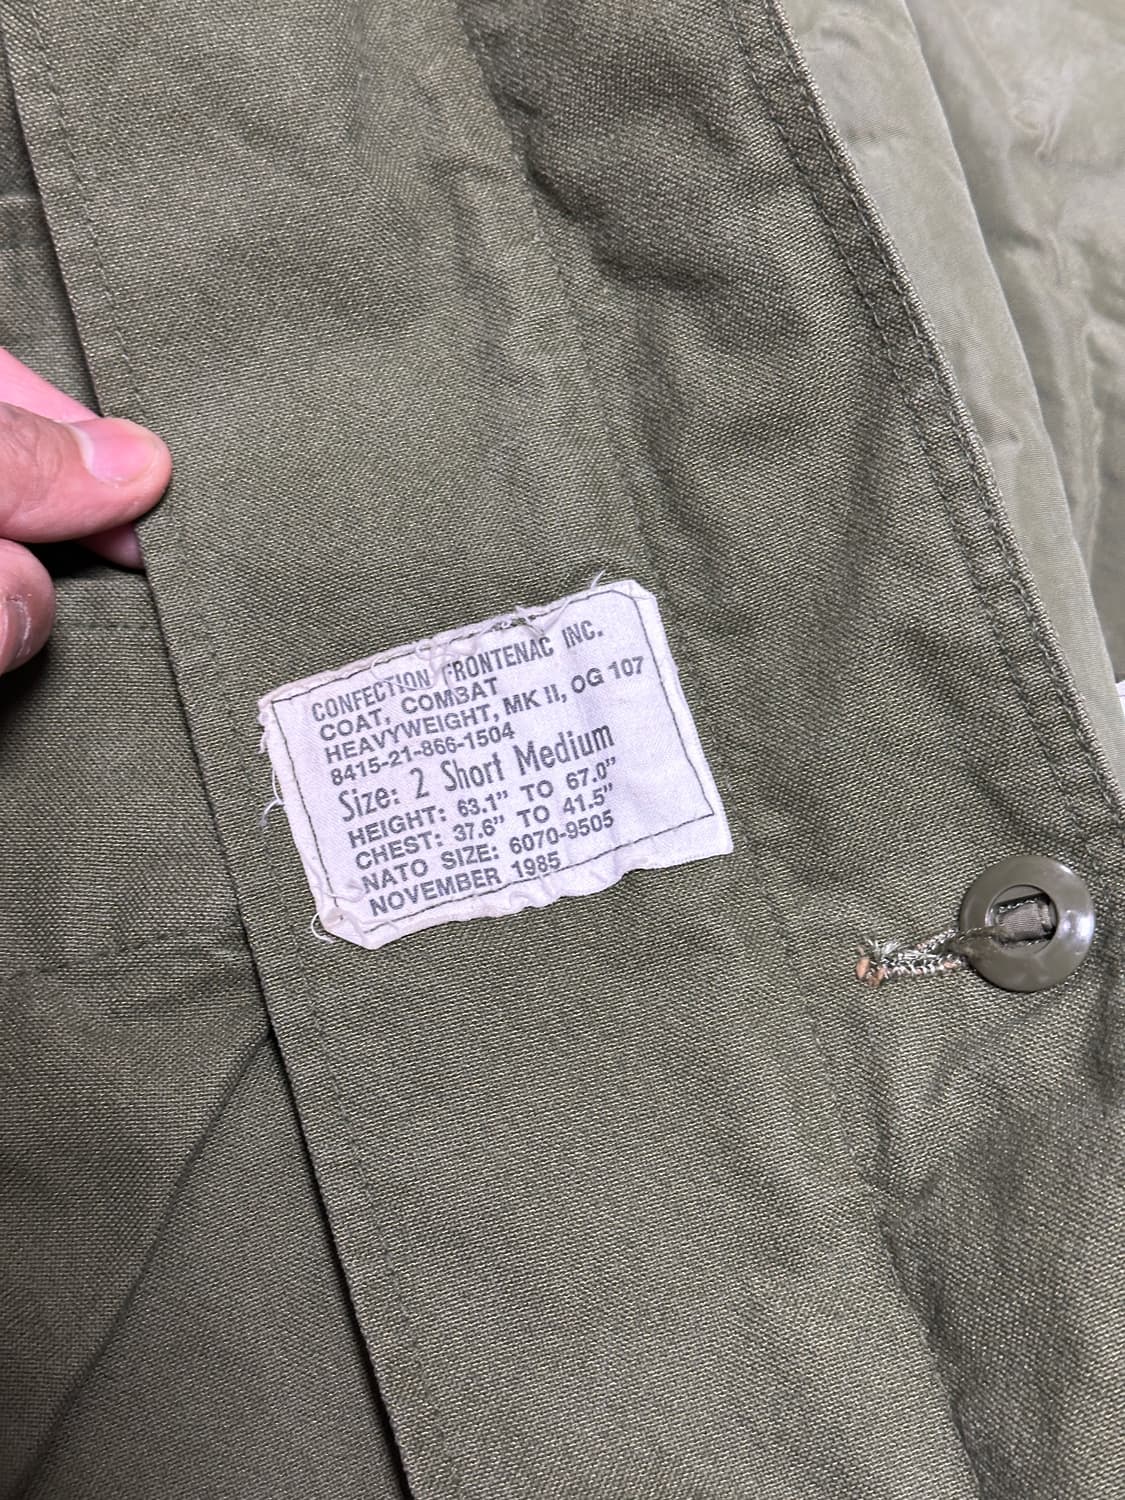 CONFECTION FRONTENAC INC.
COAT, COMBAT
HEAVYWEIGHT, MK II, OG 107
8415-21-866-1504
Size: 2 Short Medium
HEIGHT: 63.1" TO 67.0"
CHEST: 37.6" TO 41.5"
NATO SIZE: 6070-9505
NOVEMBER 1985